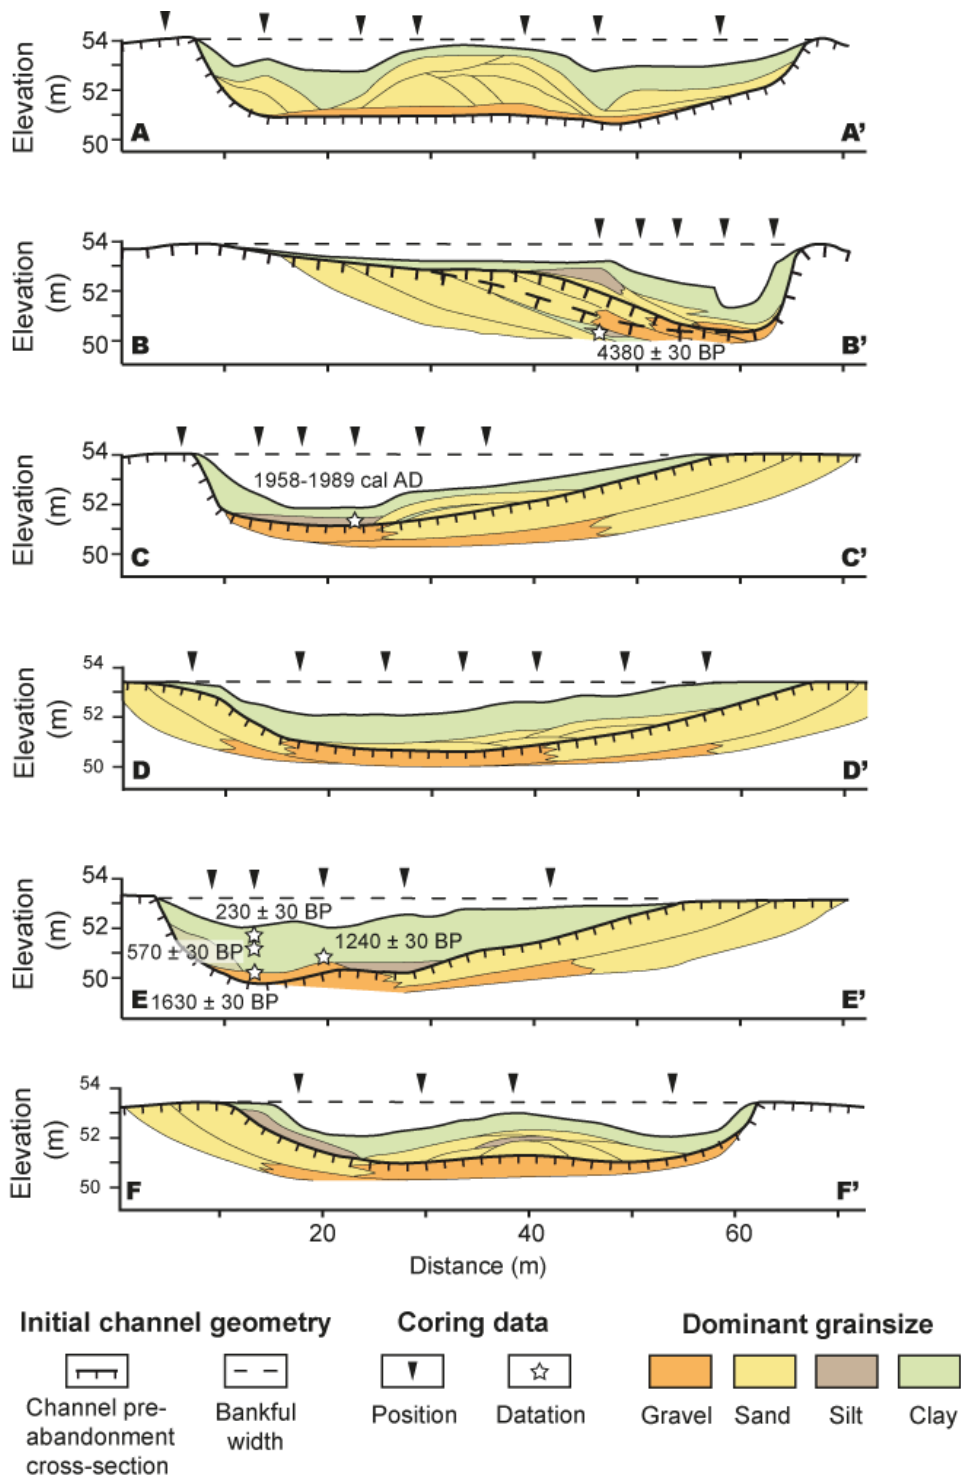 54
52
50
Elevation
(m)
A
A’
54
52
50
Elevation
(m)
B
B’
4380 ± 30 BP
54
52
50
Elevation
(m)
1958-1989 cal AD
C
C’
54
52
50
Elevation
(m)
D
D’
54
52
50
Elevation
(m)
230 ± 30 BP
570 ± 30 BP
1240 ± 30 BP
E
1630 ± 30 BP
E’
54
52
50
Elevation
(m)
F
F’
20
40
60
Distance (m)
Initial channel geometry
Channel pre-
abandonment
cross-section
Bankful
width
Coring data
Position
Datation
Dominant grainsize
Gravel
Sand
Silt
Clay